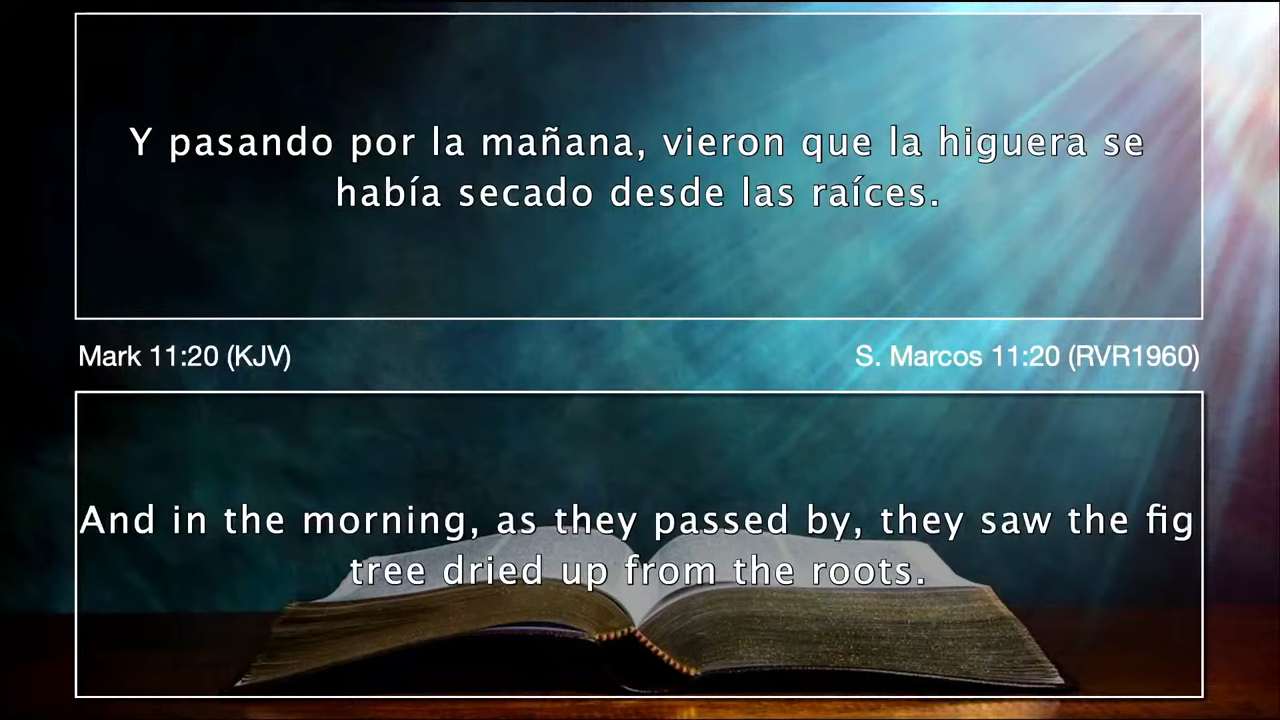 Y pasando por la mañana, vieron que la higuera se
había secado desde las raíces.
Mark 11:20 (KJV)
S. Marcos 11:20 (RVR1960)
And in the morning, as they passed by, they saw the fig
tree dried up from the roots.